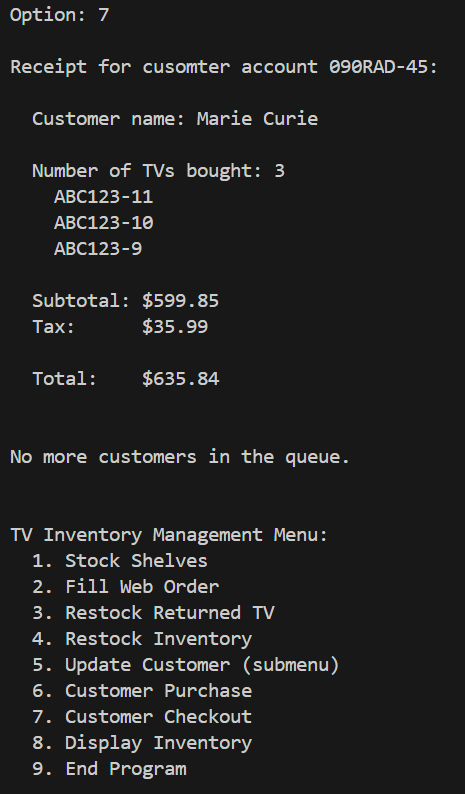 Option: 7
Receipt for cusomter account 090RAD-45:
Customer name: Marie Curie
Number of TVs bought: 3
ABC123-11
ABC123-10
ABC123-9
Subtotal: $599.85
Tax: $35.99
Total: $635.84
No more customers in the queue.
TV Inventory Management Menu:
1. Stock Shelves
2. Fill Web Order
3. Restock Returned TV
4. Restock Inventory
5. Update Customer (submenu)
6. Customer Purchase
7. Customer Checkout
8. Display Inventory
9. End Program